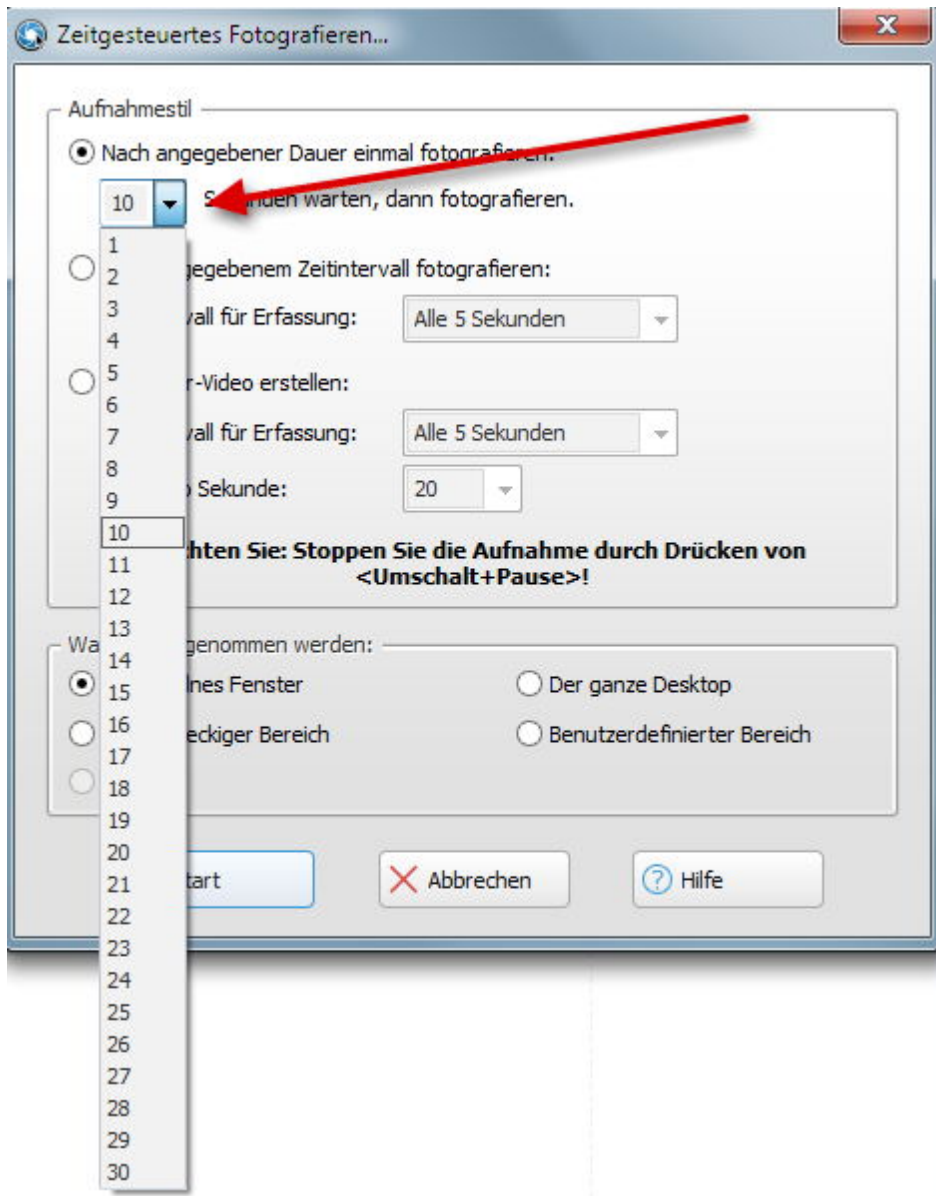 Zeitgesteuertes Fotografieren...
Aufnahmestil
Nach angegebener Dauer einmal fotografieren:
10 Sekunden warten, dann fotografieren.
1
2
3
4
5
6
7
8
9
10
11
12
13
14
15
16
17
18
19
20
21
22
23
24
25
26
27
28
29
30
gegebenem Zeitintervall fotografieren:
vall für Erfassung: Alle 5 Sekunden
r-Video erstellen:
vall für Erfassung: Alle 5 Sekunden
Sekunde: 20
chten Sie: Stoppen Sie die Aufnahme durch Drücken von
<Umschalt+Pause>!
Wa genommen werden:
lnes Fenster Der ganze Desktop
eckiger Bereich Benutzerdefinierter Bereich
tart Abbrechen Hilfe